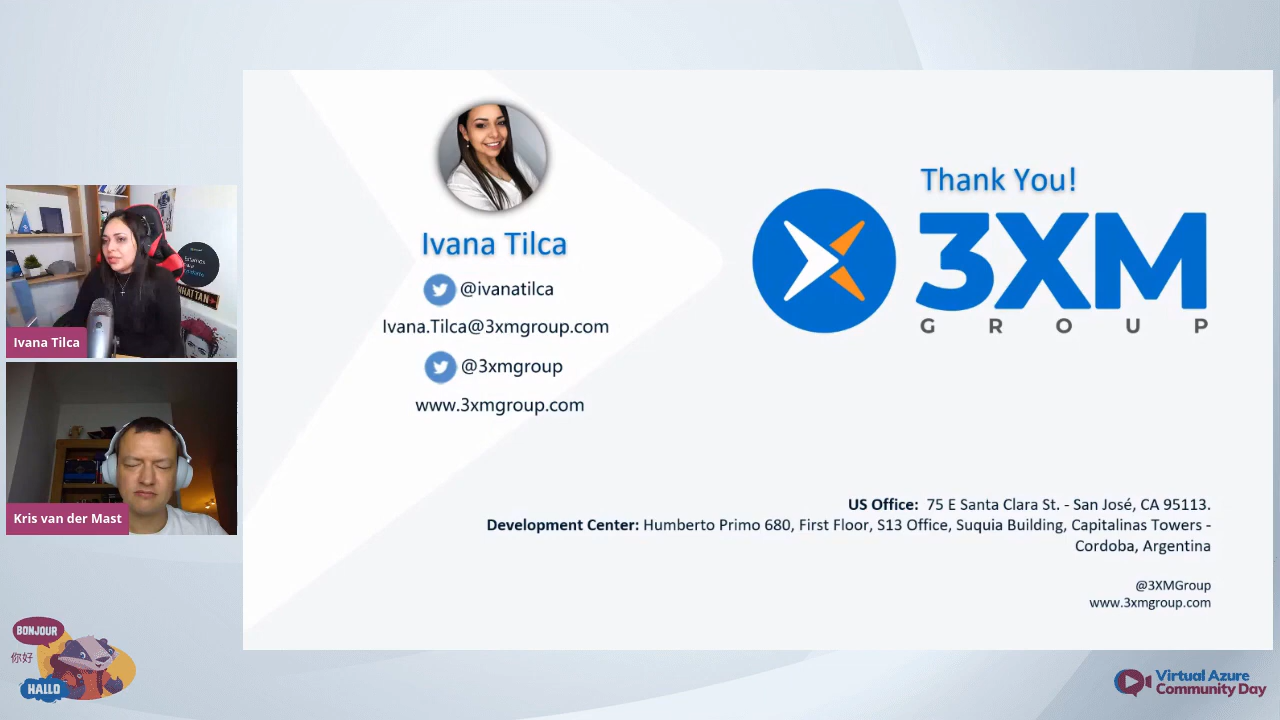 Ivana Tilca
@ivanatilca
Ivana.Tilca@3xmgroup.com
@3xmgroup
www.3xmgroup.com
Thank You!
3XM
GROUP
US Office: 75 E Santa Clara St. - San José, CA 95113.
Development Center: Humberto Primo 680, First Floor, S13 Office, Suquia Building, Capitalinas Towers -
Cordoba, Argentina
@3XMGroup
www.3xmgroup.com
Ivana Tilca
Kris van der Mast
BONJOUR
你好
HALLO
Virtual Azure
Community Day